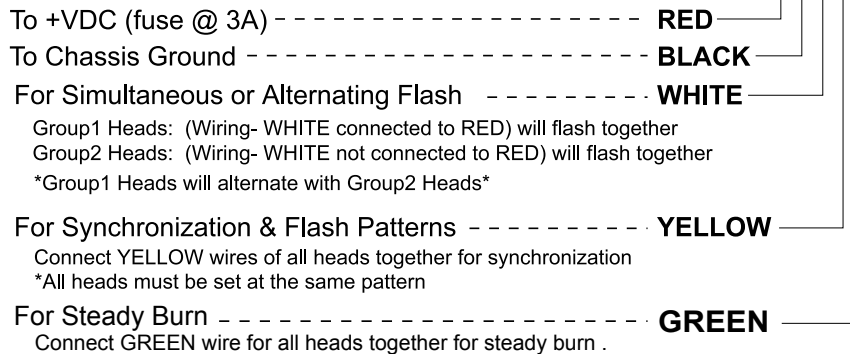 To +VDC (fuse @ 3A) RED
To Chassis Ground BLACK
For Simultaneous or Alternating Flash WHITE
Group1 Heads: (Wiring- WHITE connected to RED) will flash together
Group2 Heads: (Wiring- WHITE not connected to RED) will flash together
*Group1 Heads will alternate with Group2 Heads*
For Synchronization & Flash Patterns YELLOW
Connect YELLOW wires of all heads together for synchronization
*All heads must be set at the same pattern
For Steady Burn GREEN
Connect GREEN wire for all heads together for steady burn .